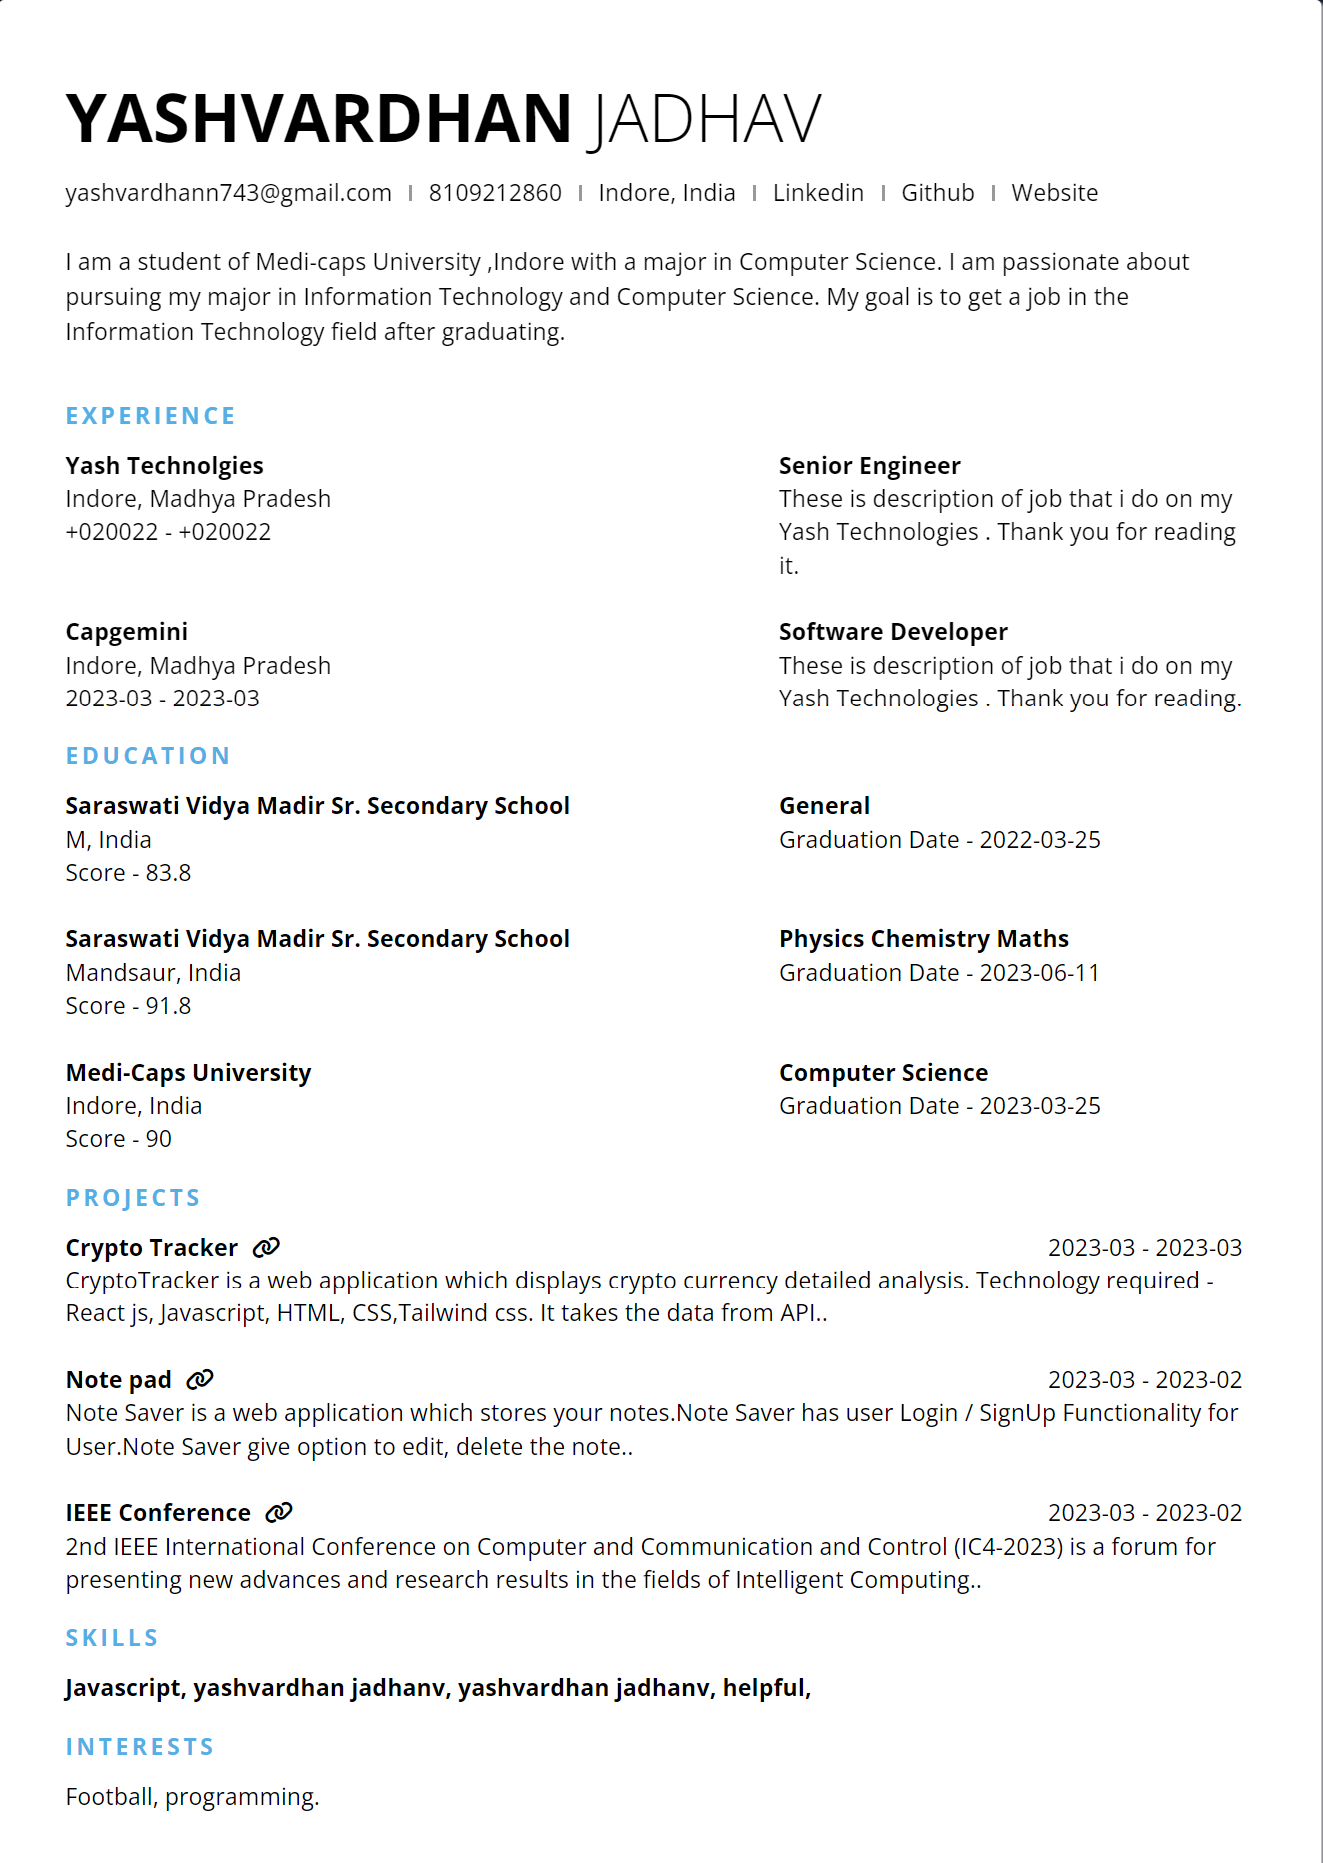 YASHVARDHAN JADHAV
yashvardhann743@gmail.com | 8109212860 | Indore, India | Linkedin | Github | Website
I am a student of Medi-caps University ,Indore with a major in Computer Science. I am passionate about
pursuing my major in Information Technology and Computer Science. My goal is to get a job in the
Information Technology field after graduating.
EXPERIENCE
Yash Technolgies
Indore, Madhya Pradesh
+020022 - +020022
Senior Engineer
These is description of job that i do on my
Yash Technologies . Thank you for reading
it.
Capgemini
Indore, Madhya Pradesh
2023-03 - 2023-03
Software Developer
These is description of job that i do on my
Yash Technologies . Thank you for reading.
EDUCATION
Saraswati Vidya Madir Sr. Secondary School
M, India
Score - 83.8
General
Graduation Date - 2022-03-25
Saraswati Vidya Madir Sr. Secondary School
Mandsaur, India
Score - 91.8
Physics Chemistry Maths
Graduation Date - 2023-06-11
Medi-Caps University
Indore, India
Score - 90
Computer Science
Graduation Date - 2023-03-25
PROJECTS
Crypto Tracker 2023-03 - 2023-03
CryptoTracker is a web application which displays crypto currency detailed analysis. Technology required -
React js, Javascript, HTML, CSS,Tailwind css. It takes the data from API..
Note pad 2023-03 - 2023-02
Note Saver is a web application which stores your notes.Note Saver has user Login / SignUp Functionality for
User.Note Saver give option to edit, delete the note..
IEEE Conference 2023-03 - 2023-02
2nd IEEE International Conference on Computer and Communication and Control (IC4-2023) is a forum for
presenting new advances and research results in the fields of Intelligent Computing..
SKILLS
Javascript, yashvardhan jadhanv, yashvardhan jadhanv, helpful,
INTERESTS
Football, programming.